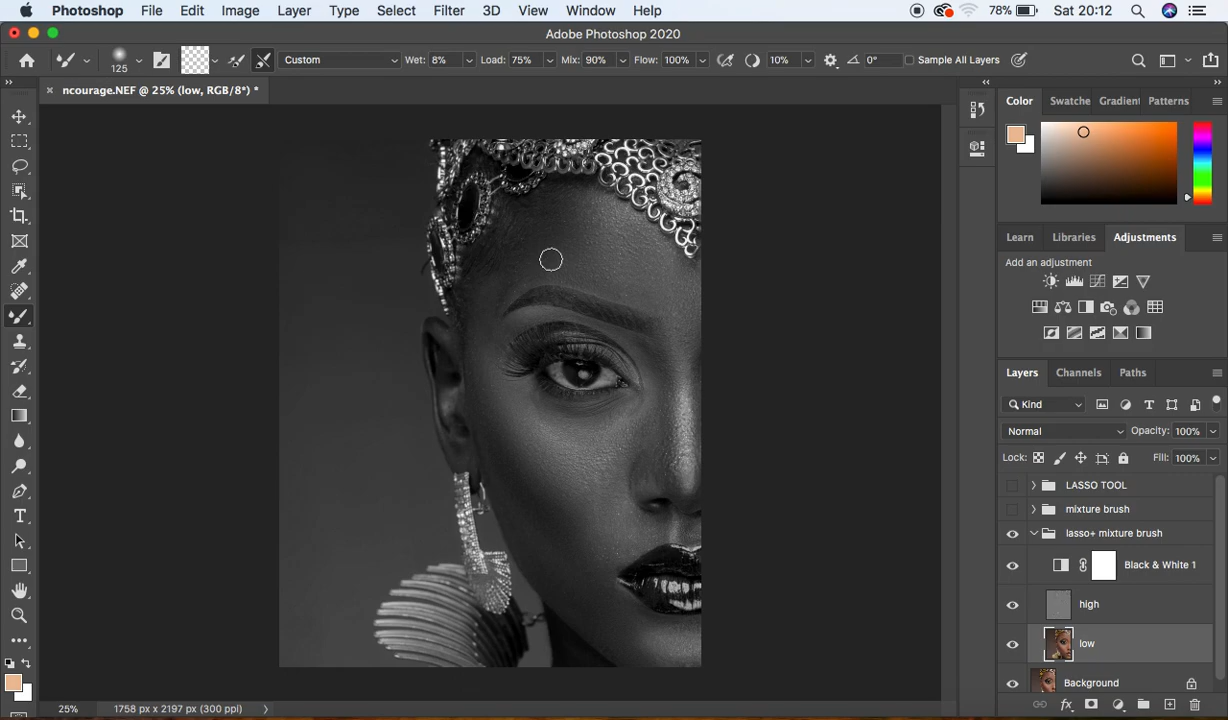 Photoshop File Edit Image Layer Type Select Filter 3D View Window Help 78% Sat 20:12
Adobe Photoshop 2020
125 Custom Wet: 8% Load: 75% Mix: 90% Flow: 100% 10% 0° Sample All Layers
ncourage.NEF @ 25% (low, RGB/8*) *
Color Swatche Gradient Patterns
Learn Libraries Adjustments
Add an adjustment
Layers Channels Paths
Kind
Normal Opacity: 100%
Lock: Fill: 100%
LASSO TOOL
mixture brush
lasso+ mixture brush
Black & White 1
high
low
Background
25% 1758 px x 2197 px (300 ppi)